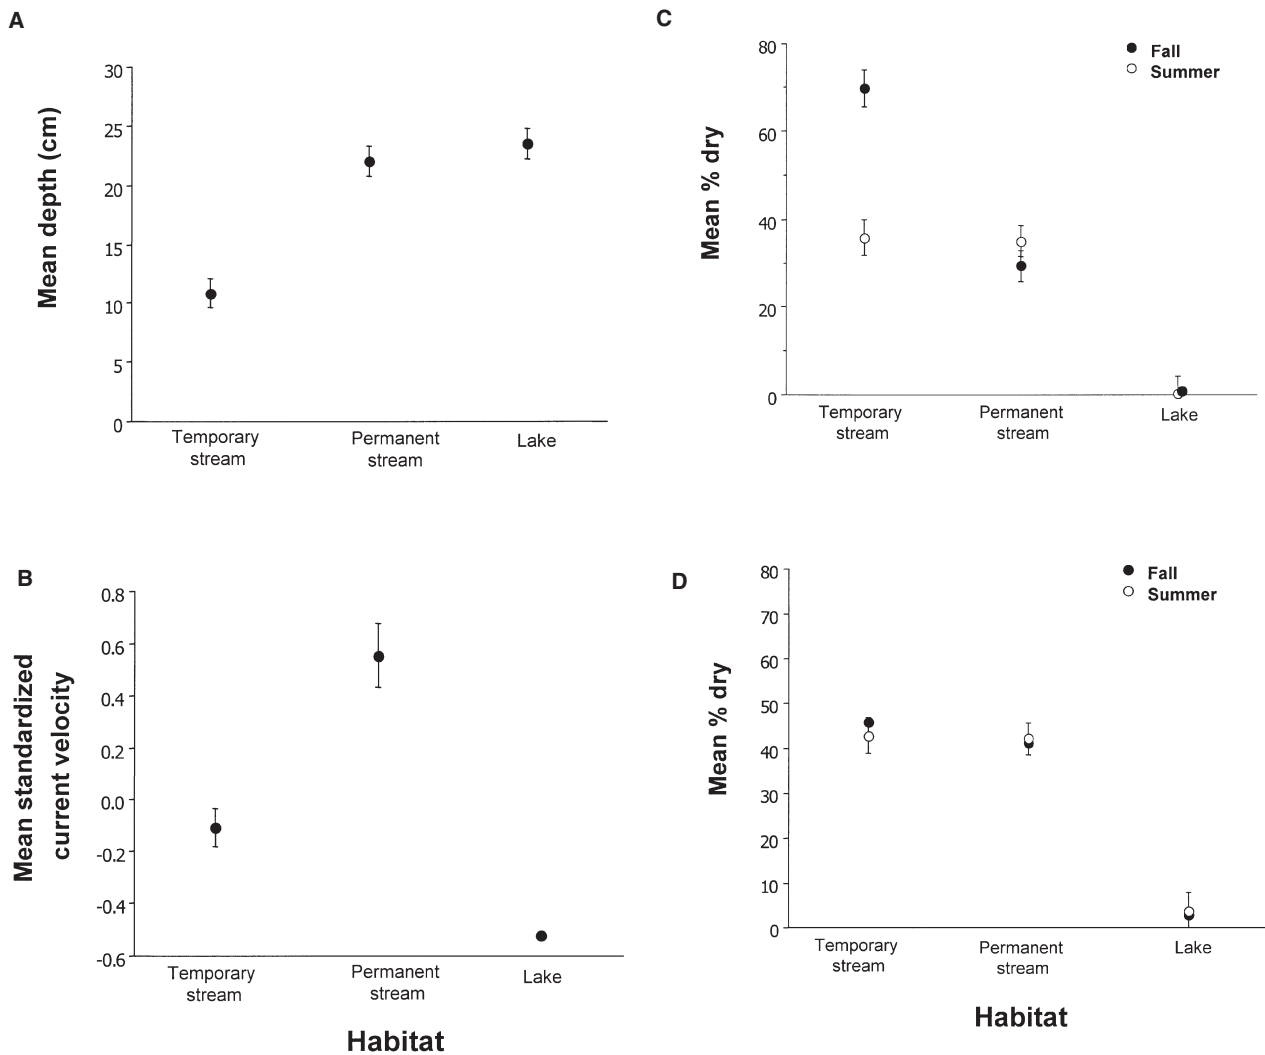 A
Mean depth (cm)
30
25
20
15
10
5
0
Temporary
stream
Permanent
stream
Lake
C
Mean % dry
80
60
40
20
0
Fall
Summer
Temporary
stream
Permanent
stream
Lake
B
Mean standardized
current velocity
0.8
0.6
0.4
0.2
0.0
-0.2
-0.4
-0.6
Temporary
stream
Permanent
stream
Lake
Habitat
D
Mean % dry
80
70
60
50
40
30
20
10
0
Fall
Summer
Temporary
stream
Permanent
stream
Lake
Habitat